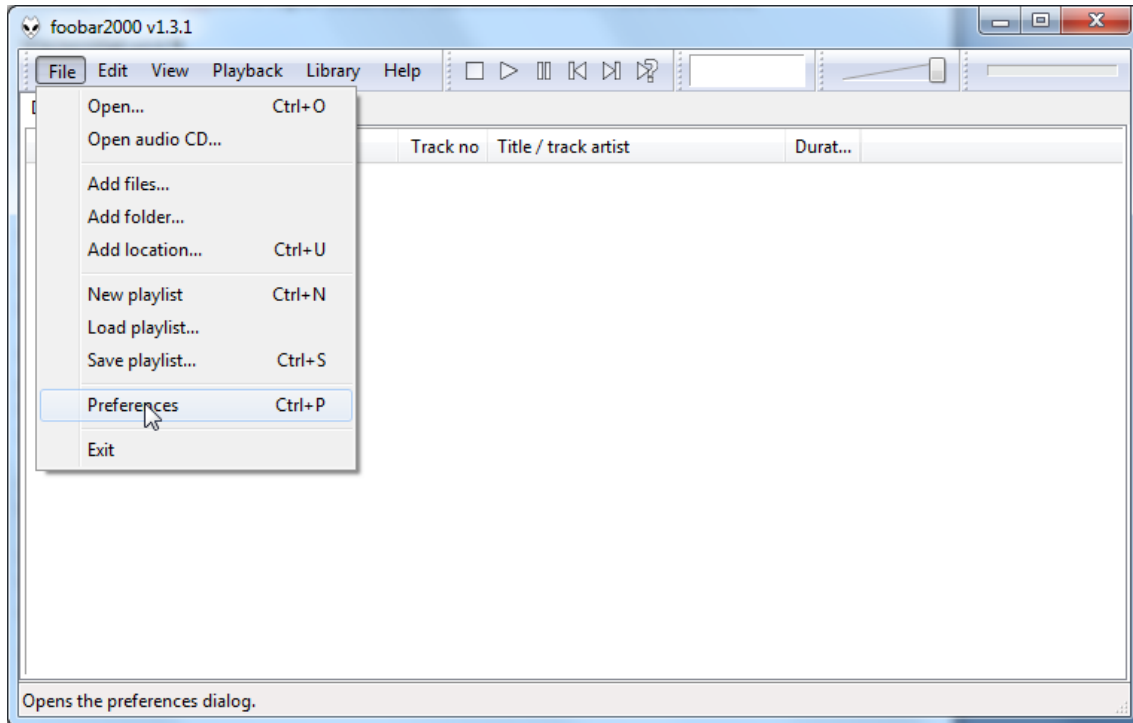 foobar2000 v1.3.1
File Edit View Playback Library Help
Open... Ctrl+O
Open audio CD...
Track no Title / track artist Durat...
Add files...
Add folder...
Add location... Ctrl+U
New playlist Ctrl+N
Load playlist...
Save playlist... Ctrl+S
Preferences Ctrl+P
Exit
Opens the preferences dialog.